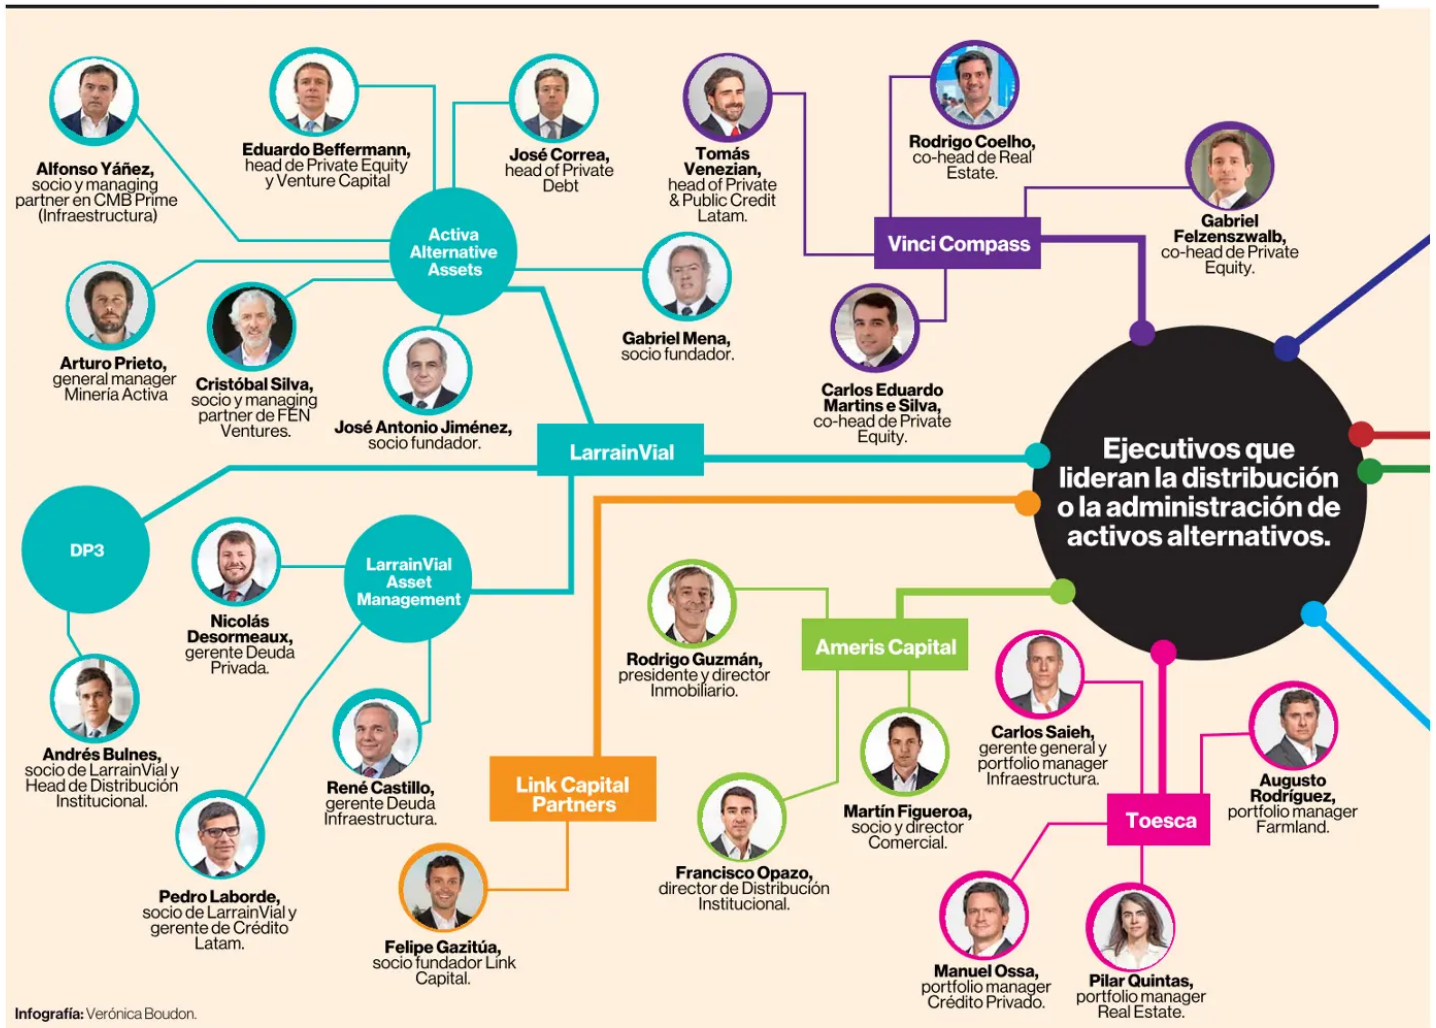 Alfonso Yáñez,
socio y managing
partner en CMB Prime
(Infraestructura)
Eduardo Beffermann,
head de Private Equity
y Venture Capital
José Correa,
head of Private
Debt
Activa
Alternative
Assets
Arturo Prieto,
general manager
Minería Activa
Cristóbal Silva,
socio y managing
partner de FEN
Ventures.
José Antonio Jiménez,
socio fundador.
Gabriel Mena,
socio fundador.
Tomás
Venezian,
head of Private
& Public Credit
Latam.
Rodrigo Coelho,
co-head de Real
Estate.
Gabriel
Felzenszwalb,
co-head de Private
Equity.
Vinci Compass
Carlos Eduardo
Martins e Silva,
co-head de Private
Equity.
LarrainVial
Ejecutivos que
lideran la distribución
o la administración de
activos alternativos.
DP3
Nicolás
Desormeaux,
gerente Deuda
Privada.
LarrainVial
Asset
Management
Andrés Bulnes,
socio de LarrainVial y
Head de Distribución
Institucional.
René Castillo,
gerente Deuda
Infraestructura.
Pedro Laborde,
socio de LarrainVial y
gerente de Crédito
Latam.
Link Capital
Partners
Felipe Gazitúa,
socio fundador Link
Capital.
Rodrigo Guzmán,
presidente y director
Inmobiliario.
Ameris Capital
Francisco Opazo,
director de Distribución
Institucional.
Martín Figueroa,
socio y director
Comercial.
Carlos Saieh,
gerente general y
portfolio manager
Infraestructura.
Toesca
Augusto
Rodríguez,
portfolio manager
Farmland.
Manuel Ossa,
portfolio manager
Crédito Privado.
Pilar Quintas,
portfolio manager
Real Estate.
Infografía: Verónica Boudon.